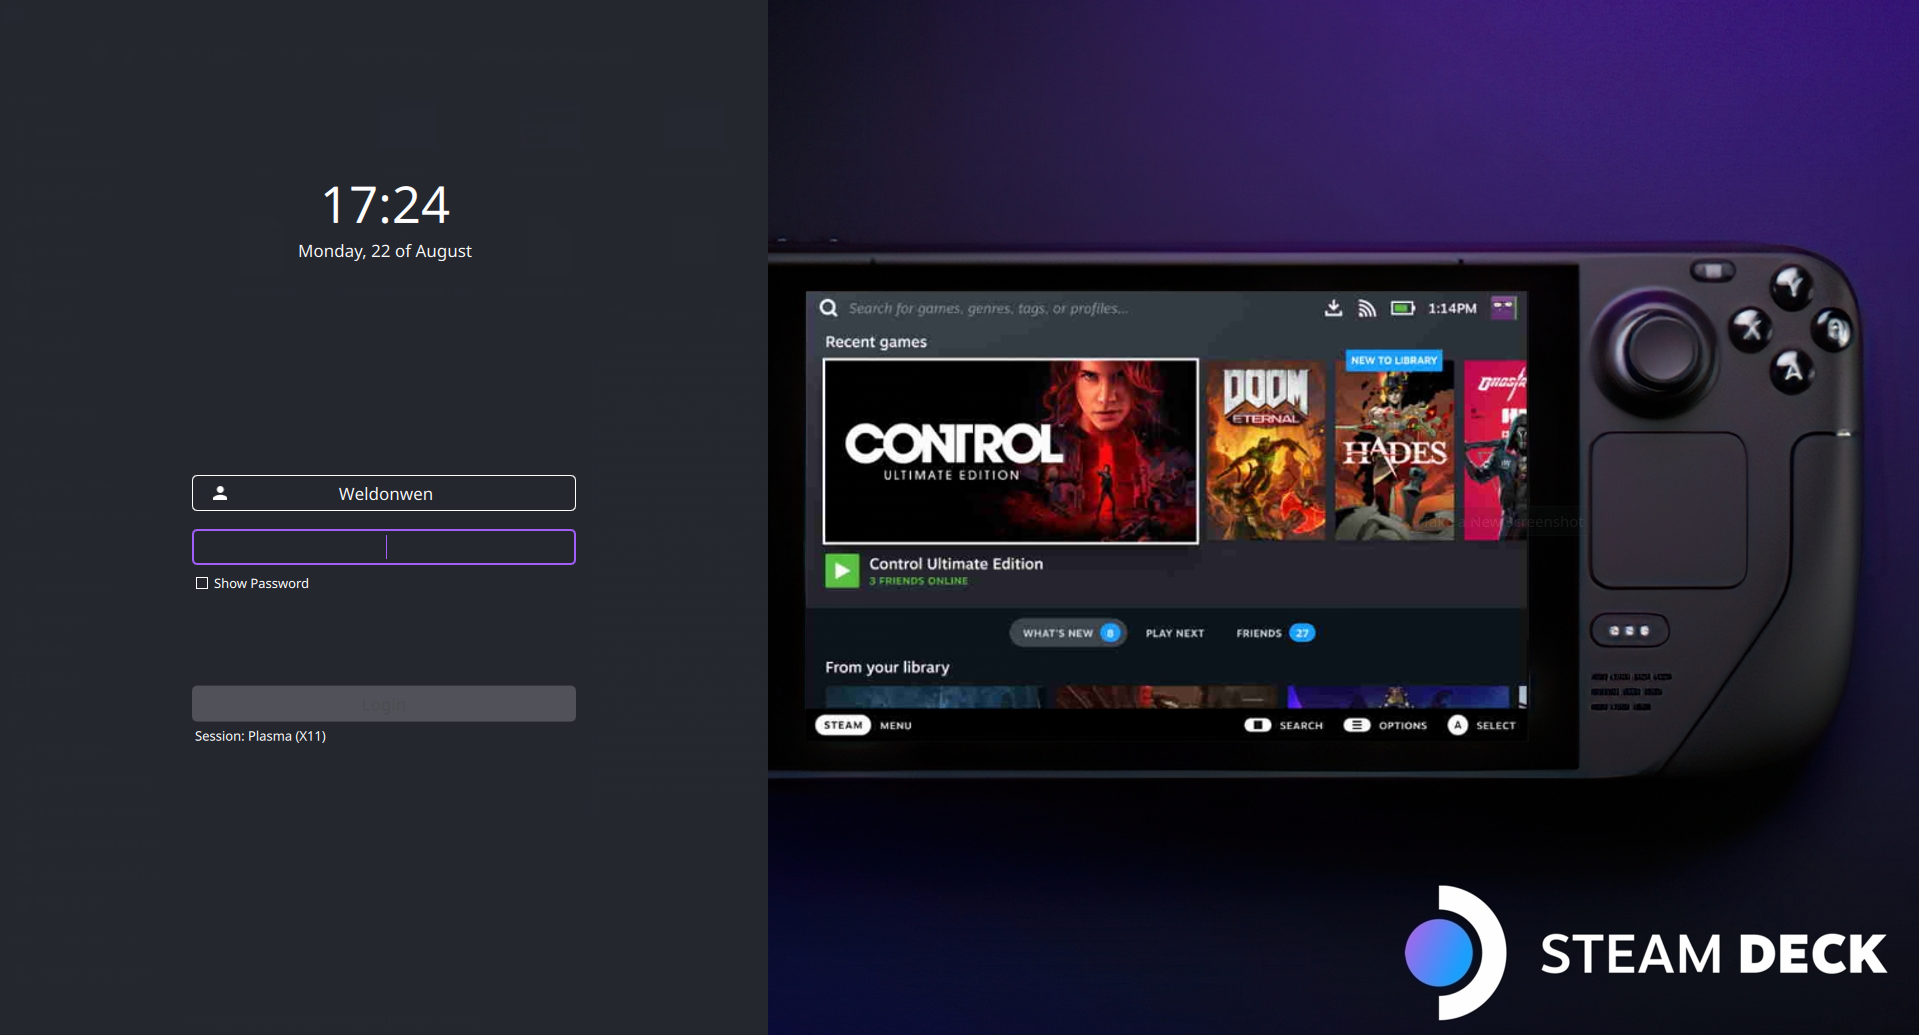 17:24
Monday, 22 of August
Weldonwen
Show Password
Login
Session: Plasma (X11)
Search for games, genres, tags, or profiles...
1:14PM
Recent games
NEW TO LIBRARY
CONTROL
ULTIMATE EDITION
DOOM
ETERNAL
HADES
Control Ultimate Edition
3 FRIENDS ONLINE
WHAT'S NEW 8
PLAY NEXT
FRIENDS 27
From your library
STEAM MENU
SEARCH
OPTIONS
A SELECT
Y
X
A
a New Screenshot
STEAM DECK